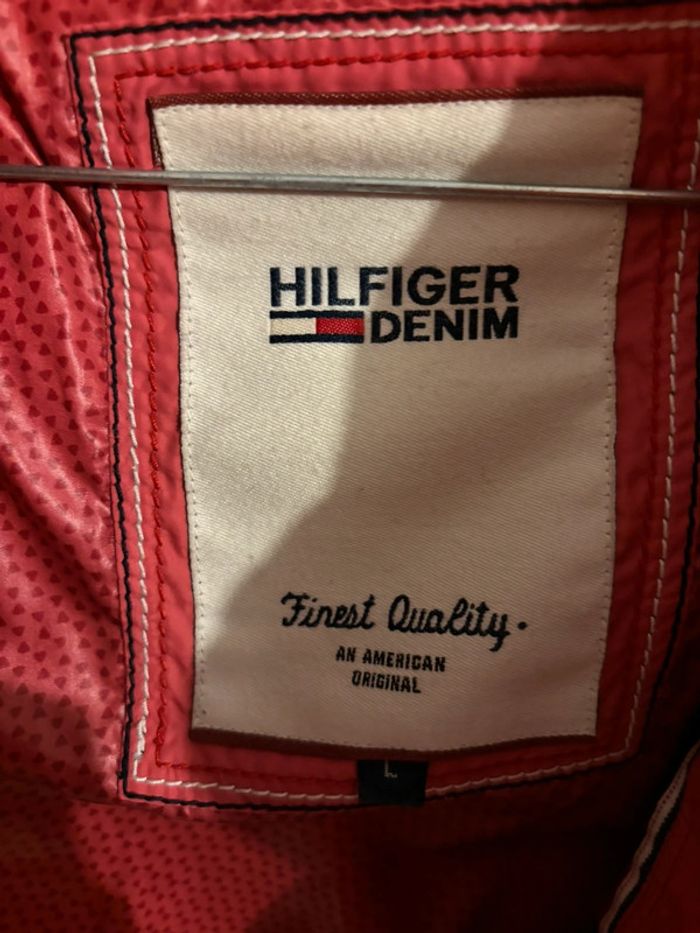 HILFIGER
DENIM
Finest Quality.
AN AMERICAN
ORIGINAL
L